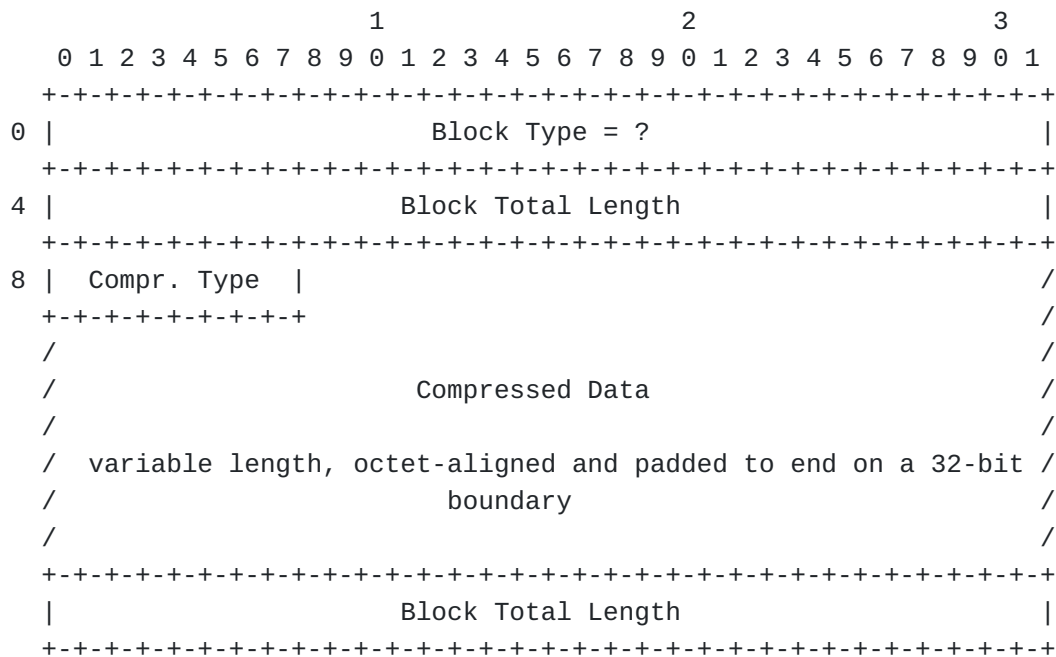 1                   2                   3
    0 1 2 3 4 5 6 7 8 9 0 1 2 3 4 5 6 7 8 9 0 1 2 3 4 5 6 7 8 9 0 1
   +-+-+-+-+-+-+-+-+-+-+-+-+-+-+-+-+-+-+-+-+-+-+-+-+-+-+-+-+-+-+-+-+
 0 |                        Block Type = ?                         |
   +-+-+-+-+-+-+-+-+-+-+-+-+-+-+-+-+-+-+-+-+-+-+-+-+-+-+-+-+-+-+-+-+
 4 |                      Block Total Length                       |
   +-+-+-+-+-+-+-+-+-+-+-+-+-+-+-+-+-+-+-+-+-+-+-+-+-+-+-+-+-+-+-+-+
 8 |  Compr. Type  |                                               /
   +-+-+-+-+-+-+-+-+                                               /
   /                                                               /
   /                       Compressed Data                         /
   /                                                               /
   /  variable length, octet-aligned and padded to end on a 32-bit /
   /                         boundary                              /
   /                                                               /
   +-+-+-+-+-+-+-+-+-+-+-+-+-+-+-+-+-+-+-+-+-+-+-+-+-+-+-+-+-+-+-+-+
   |                      Block Total Length                       |
   +-+-+-+-+-+-+-+-+-+-+-+-+-+-+-+-+-+-+-+-+-+-+-+-+-+-+-+-+-+-+-+-+